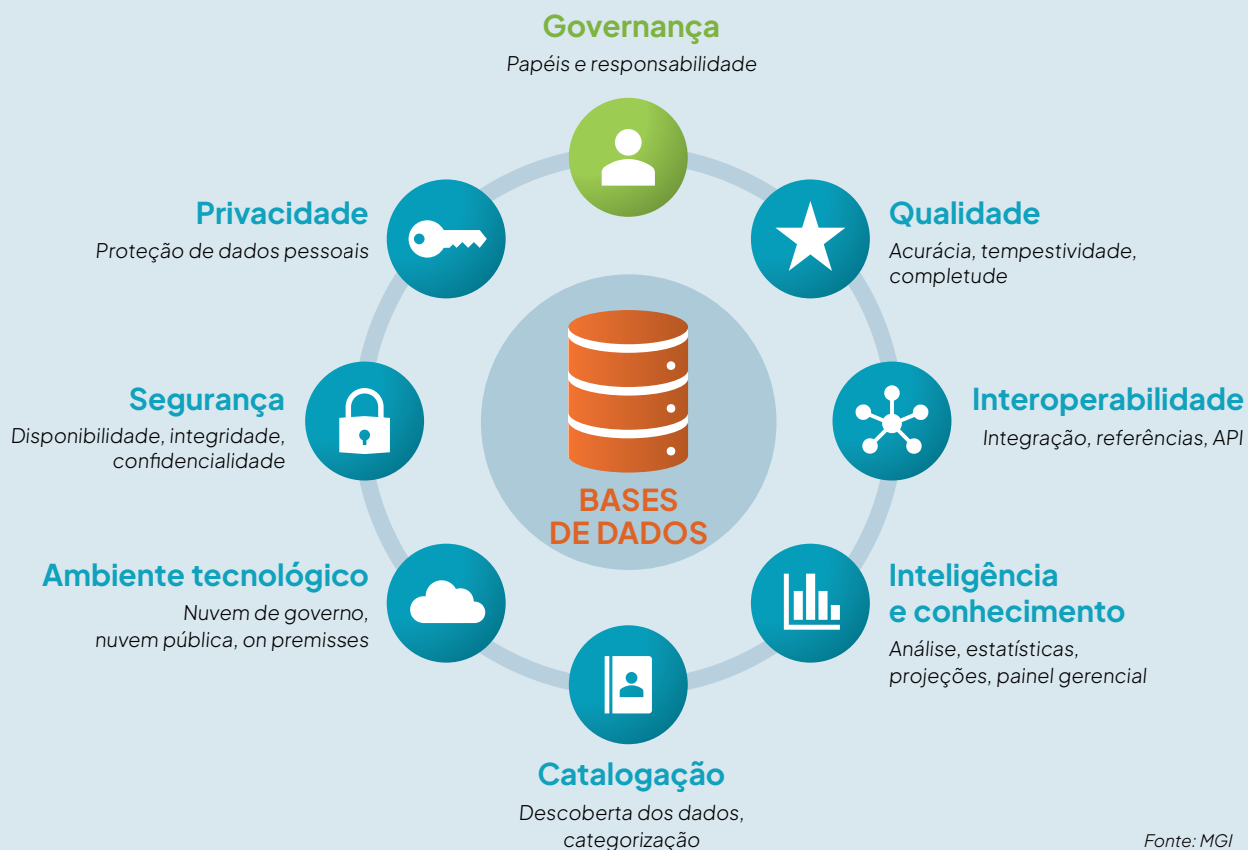 Governança
Papéis e responsabilidade
Privacidade
Proteção de dados pessoais
Qualidade
Acurácia, tempestividade,
completude
Segurança
Disponibilidade, integridade,
confidencialidade
Interoperabilidade
Integração, referências, API
BASES
DE DADOS
Ambiente tecnológico
Nuvem de governo,
nuvem pública, on premisses
Inteligência
e conhecimento
Análise, estatísticas,
projeções, painel gerencial
Catalogação
Descoberta dos dados,
categorização
Fonte: MGI